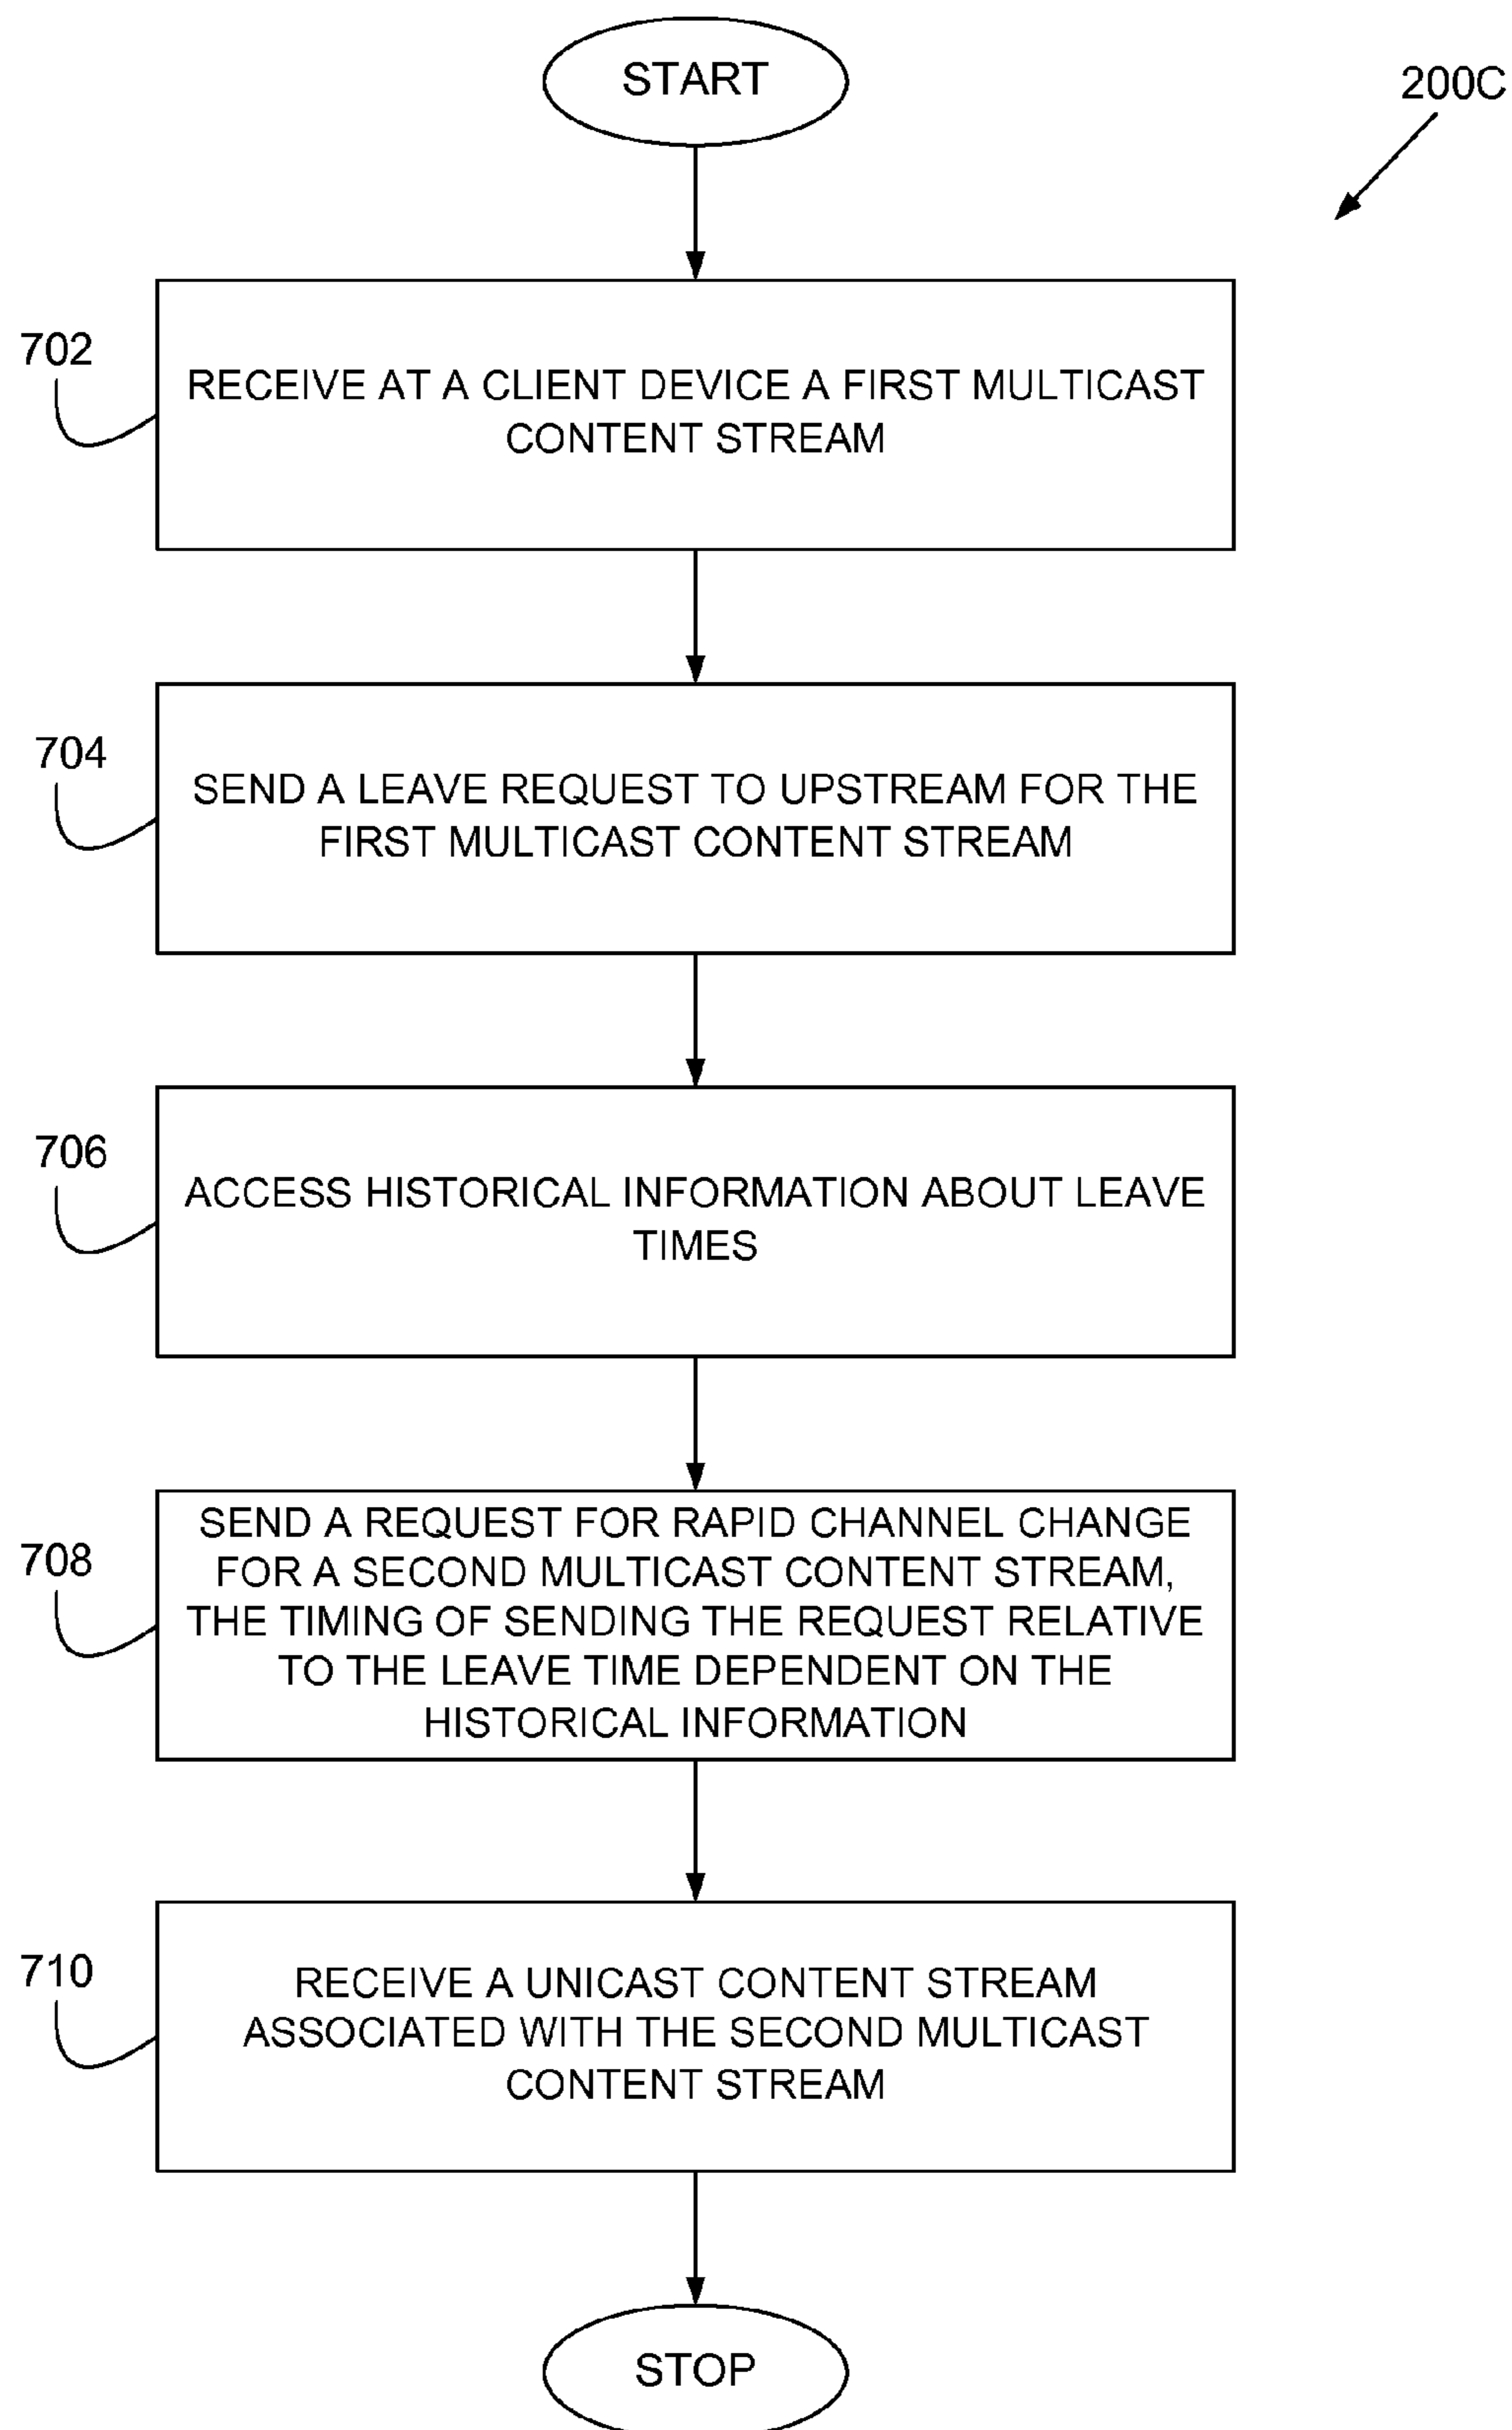 START
200C
702
RECEIVE AT A CLIENT DEVICE A FIRST MULTICAST
CONTENT STREAM
704
SEND A LEAVE REQUEST TO UPSTREAM FOR THE
FIRST MULTICAST CONTENT STREAM
706
ACCESS HISTORICAL INFORMATION ABOUT LEAVE
TIMES
708
SEND A REQUEST FOR RAPID CHANNEL CHANGE
FOR A SECOND MULTICAST CONTENT STREAM,
THE TIMING OF SENDING THE REQUEST RELATIVE
TO THE LEAVE TIME DEPENDENT ON THE
HISTORICAL INFORMATION
710
RECEIVE A UNICAST CONTENT STREAM
ASSOCIATED WITH THE SECOND MULTICAST
CONTENT STREAM
STOP